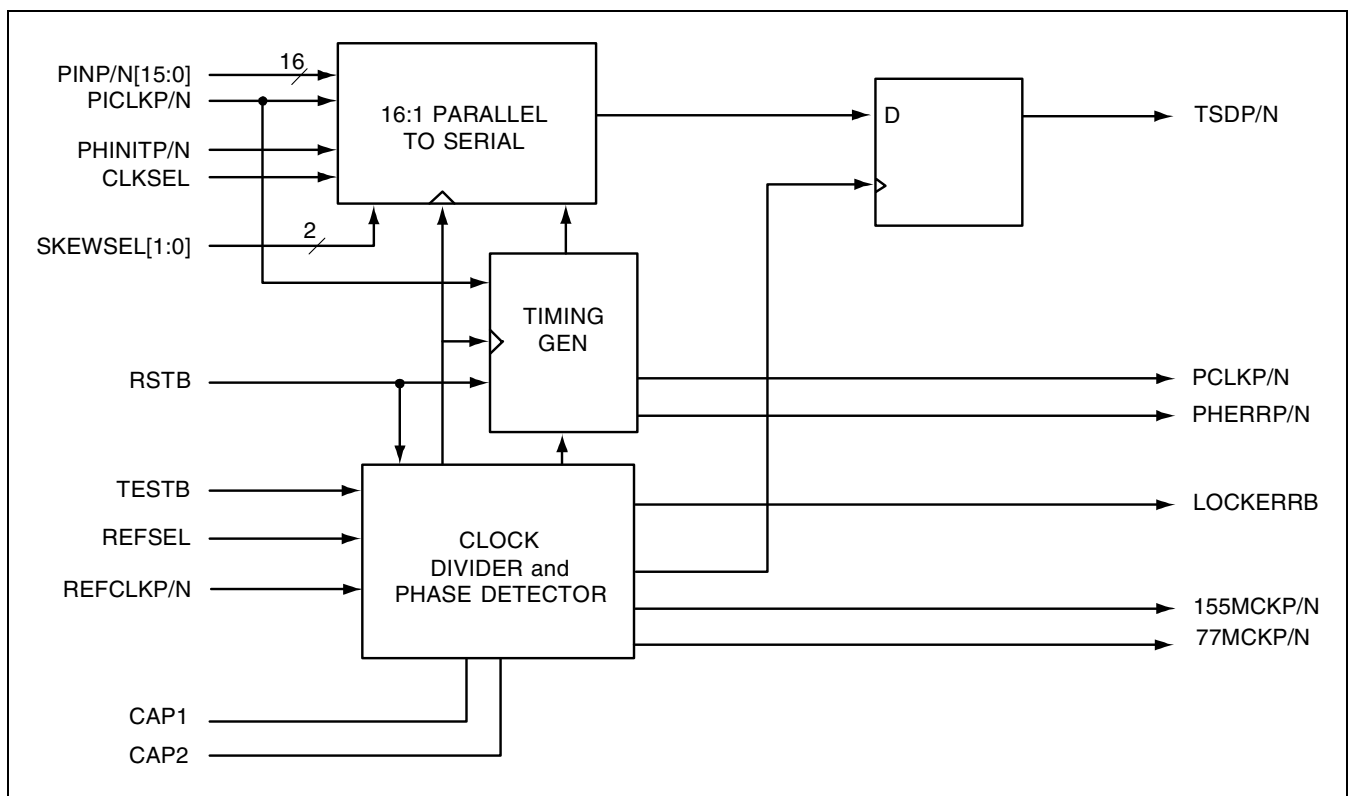 PINP/N[15:0]
16
PICLKP/N
PHINITP/N
CLKSEL
SKEWSEL[1:0]
2
16:1 PARALLEL
TO SERIAL
D
TSDP/N
TIMING
GEN
RSTB
PCLKP/N
PHERRP/N
TESTB
REFSEL
REFCLKP/N
CLOCK
DIVIDER and
PHASE DETECTOR
LOCKERRB
155MCKP/N
77MCKP/N
CAP1
CAP2